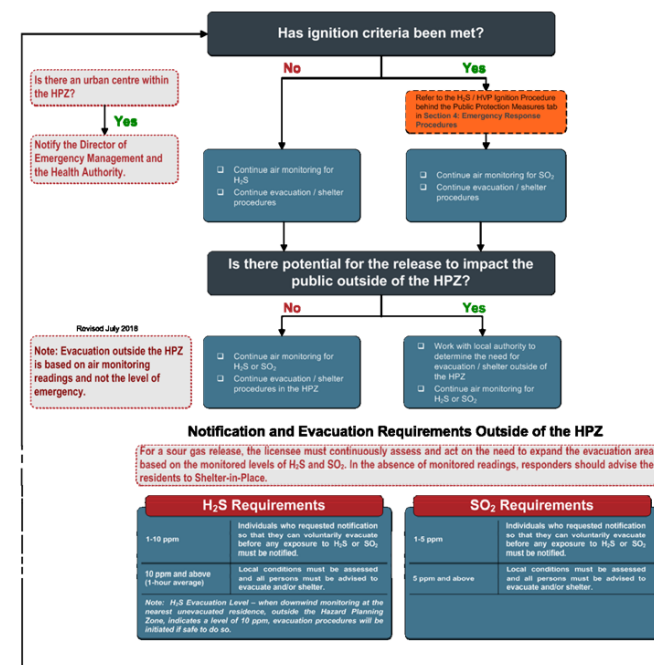 Has ignition criteria been met?
No
Yes
Is there an urban centre within
the HPZ?
Yes
Notify the Director of
Emergency Management and
the Health Authority.
Refer to the H₂S / HVP Ignition Procedure
behind the Public Protection Measures tab
in Section 4: Emergency Response
Procedures
❑ Continue air monitoring for
H₂S
❑ Continue evacuation / shelter
procedures
❑ Continue air monitoring for SO₂
❑ Continue evacuation / shelter
procedures
Is there potential for the release to impact the
public outside of the HPZ?
No
Yes
Revised July 2018
Note: Evacuation outside the HPZ
is based on air monitoring
readings and not the level of
emergency.
❑ Continue air monitoring for
H₂S or SO₂
❑ Continue evacuation / shelter
procedures in the HPZ
❑ Work with local authority to
determine the need for
evacuation / shelter outside of
the HPZ
❑ Continue air monitoring for
H₂S or SO₂
Notification and Evacuation Requirements Outside of the HPZ
For a sour gas release, the licensee must continuously assess and act on the need to expand the evacuation area
based on the monitored levels of H₂S and SO₂. In the absence of monitored readings, responders should advise the
residents to Shelter-in-Place.
H₂S Requirements
1-10 ppm
Individuals who requested notification
so that they can voluntarily evacuate
before any exposure to H₂S or SO₂
must be notified.
10 ppm and above
(1-hour average)
Local conditions must be assessed
and all persons must be advised to
evacuate and/or shelter.
Note: H₂S Evacuation Level – when downwind monitoring at the
nearest unevacuated residence, outside the Hazard Planning
Zone, indicates a level of 10 ppm, evacuation procedures will be
initiated if safe to do so.
SO₂ Requirements
1-5 ppm
Individuals who requested notification
so that they can voluntarily evacuate
before any exposure to H₂S or SO₂
must be notified.
5 ppm and above
Local conditions must be assessed
and all persons must be advised to
evacuate and/or shelter.